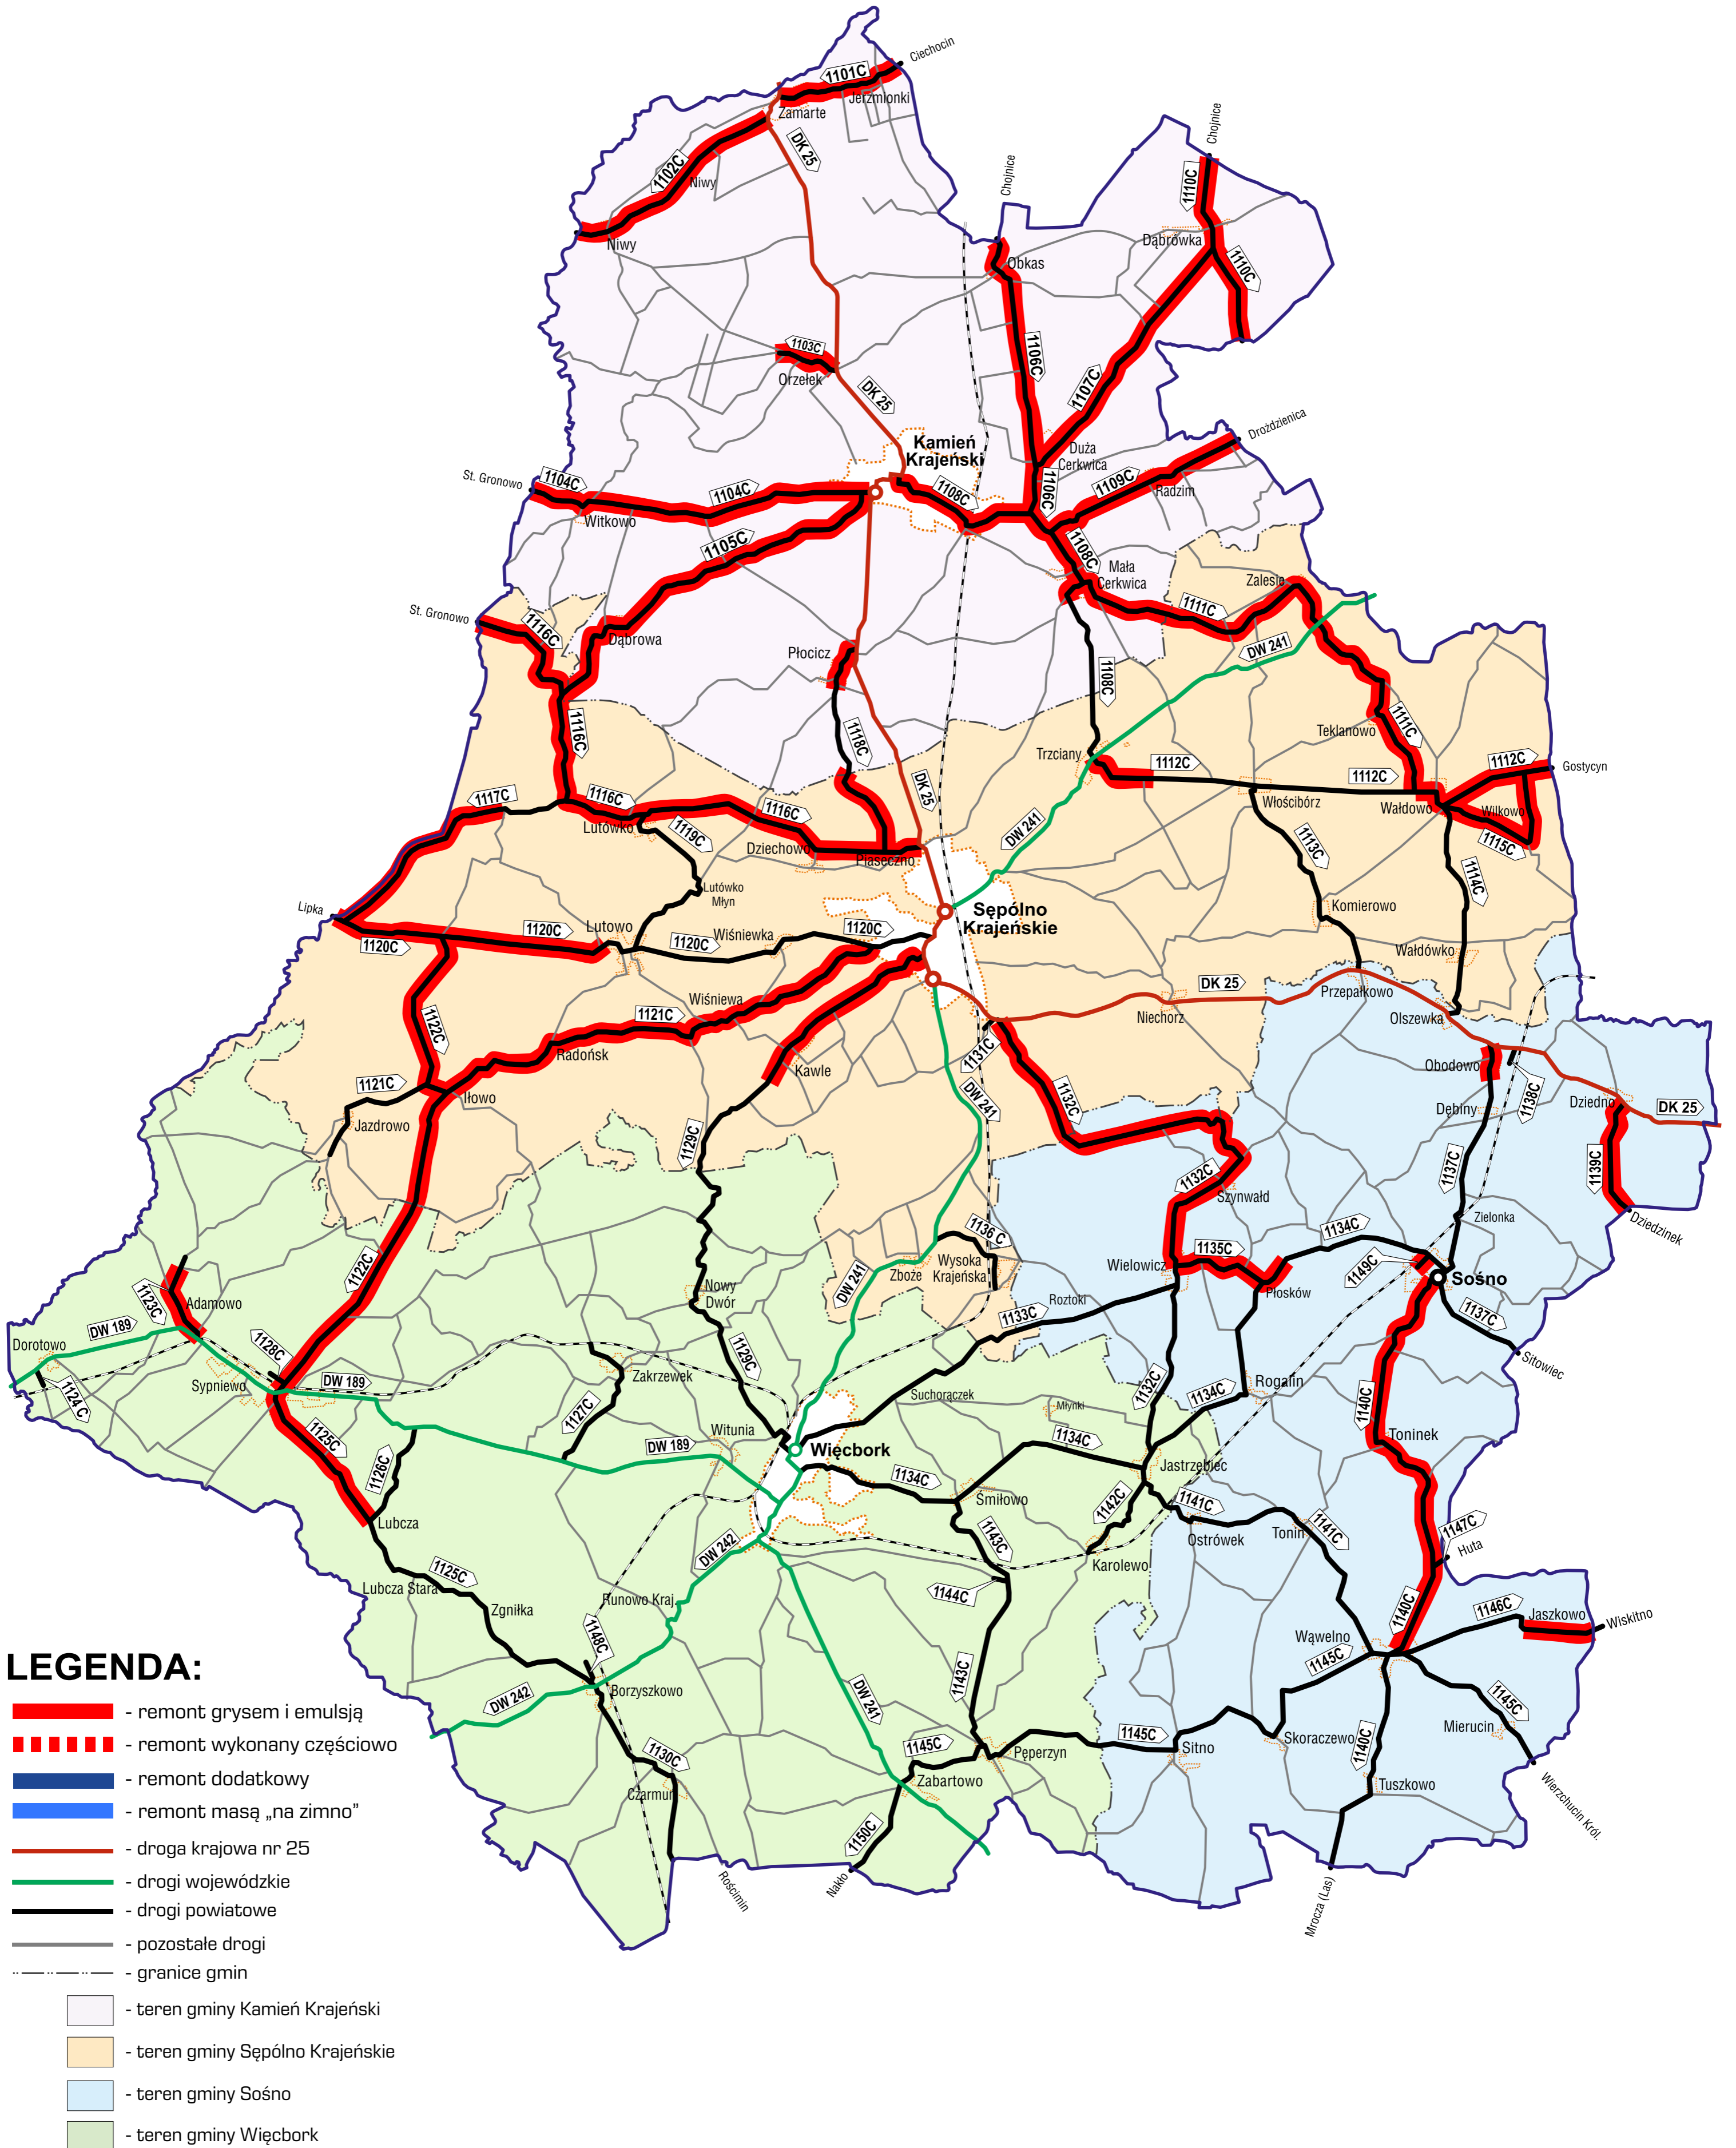 Ciechocin
1101C
Jerzmionki
Zamarte
DK 25
1102C
Niwy
Niwy
Chojnice
Chojnice
1110C
Dąbrówka
1110C
Obkas
1103C
Orzełek
1106C
1107C
DK 25
Drożdzienica
Kamień
Krajeński
Duża
Cerkwica
St. Gronowo
1104C
1104C
1108C
1106C
1109C
Radzim
Witkowo
1105C
1108C
Mała
Cerkwica
Zalesie
St. Gronowo
1116C
Dąbrowa
1111C
DW 241
Płocicz
1108C
1116C
1118C
Teklanowo
1111C
Trzciany
1112C
1112C
1112C
Gostycyn
DK 25
1117C
1116C
1116C
Włościbórz
Wałdowo
Wilkowo
Lutówko
1119C
DW 241
Dziechowo
Piaseczno
1113C
1115C
1114C
Lutówko
Młyn
Lipka
Sępólno
Krajeńskie
Komierowo
1120C
1120C
Lutowo
1120C
Wiśniewka
1120C
Wałdówko
DK 25
Przepałkowo
Wiśniewa
1121C
Niechorz
Olszewka
1122C
Radońsk
1131C
Kawle
Obodowo
1121C
Iłowo
DW 241
1132C
Dębiny
1138C
Dziedno
DK 25
Jazdrowo
1129C
1137C
1139C
1132C
Szynwałd
Dziedzinek
Zielonka
1136 C
1134C
1135C
1122C
Zboże
Wysoka
Krajeńska
Wielowicz
1149C
Sośno
1123C
Adamowo
Nowy
Dwór
DW 241
Roztoki
1133C
Płosków
1137C
DW 189
Dorotowo
1128C
Sitowiec
1129C
Zakrzewek
Sypniewo
DW 189
1124 C
1132C
1134C
Rogalin
Suchorączek
Młynki
1140C
1127C
Witunia
1125C
DW 189
Więcbork
1134C
Toninek
1126C
Jastrzębiec
1134C
Śmiłowo
1142C
1141C
Lubcza
Ostrówek
Tonin
1141C
1147C
Huta
1143C
DW 242
Karolewo
1125C
Lubcza Stara
1144C
Runowo Kraj.
Zgniłka
1140C
1146C
Jaszkowo
Wiskitno
1148C
Wąwelno
1145C
1143C
Borzyszkowo
DW 242
DW 241
1145C
Mierucin
1145C
1145C
Sitno
Skoraczewo
1140C
Pęperzyn
1130C
Czarmuń
Zabartowo
Tuszkowo
Wierzchucin Król.
1150C
Nakło
Rościmin
Mrocza (Las)
LEGENDA:
- remont grysem i emulsją
- remont wykonany częściowo
- remont dodatkowy
- remont masą „na zimno”
- droga krajowa nr 25
- drogi wojewódzkie
- drogi powiatowe
- pozostałe drogi
- granice gmin
- teren gminy Kamień Krajeński
- teren gminy Sępólno Krajeńskie
- teren gminy Sośno
- teren gminy Więcbork